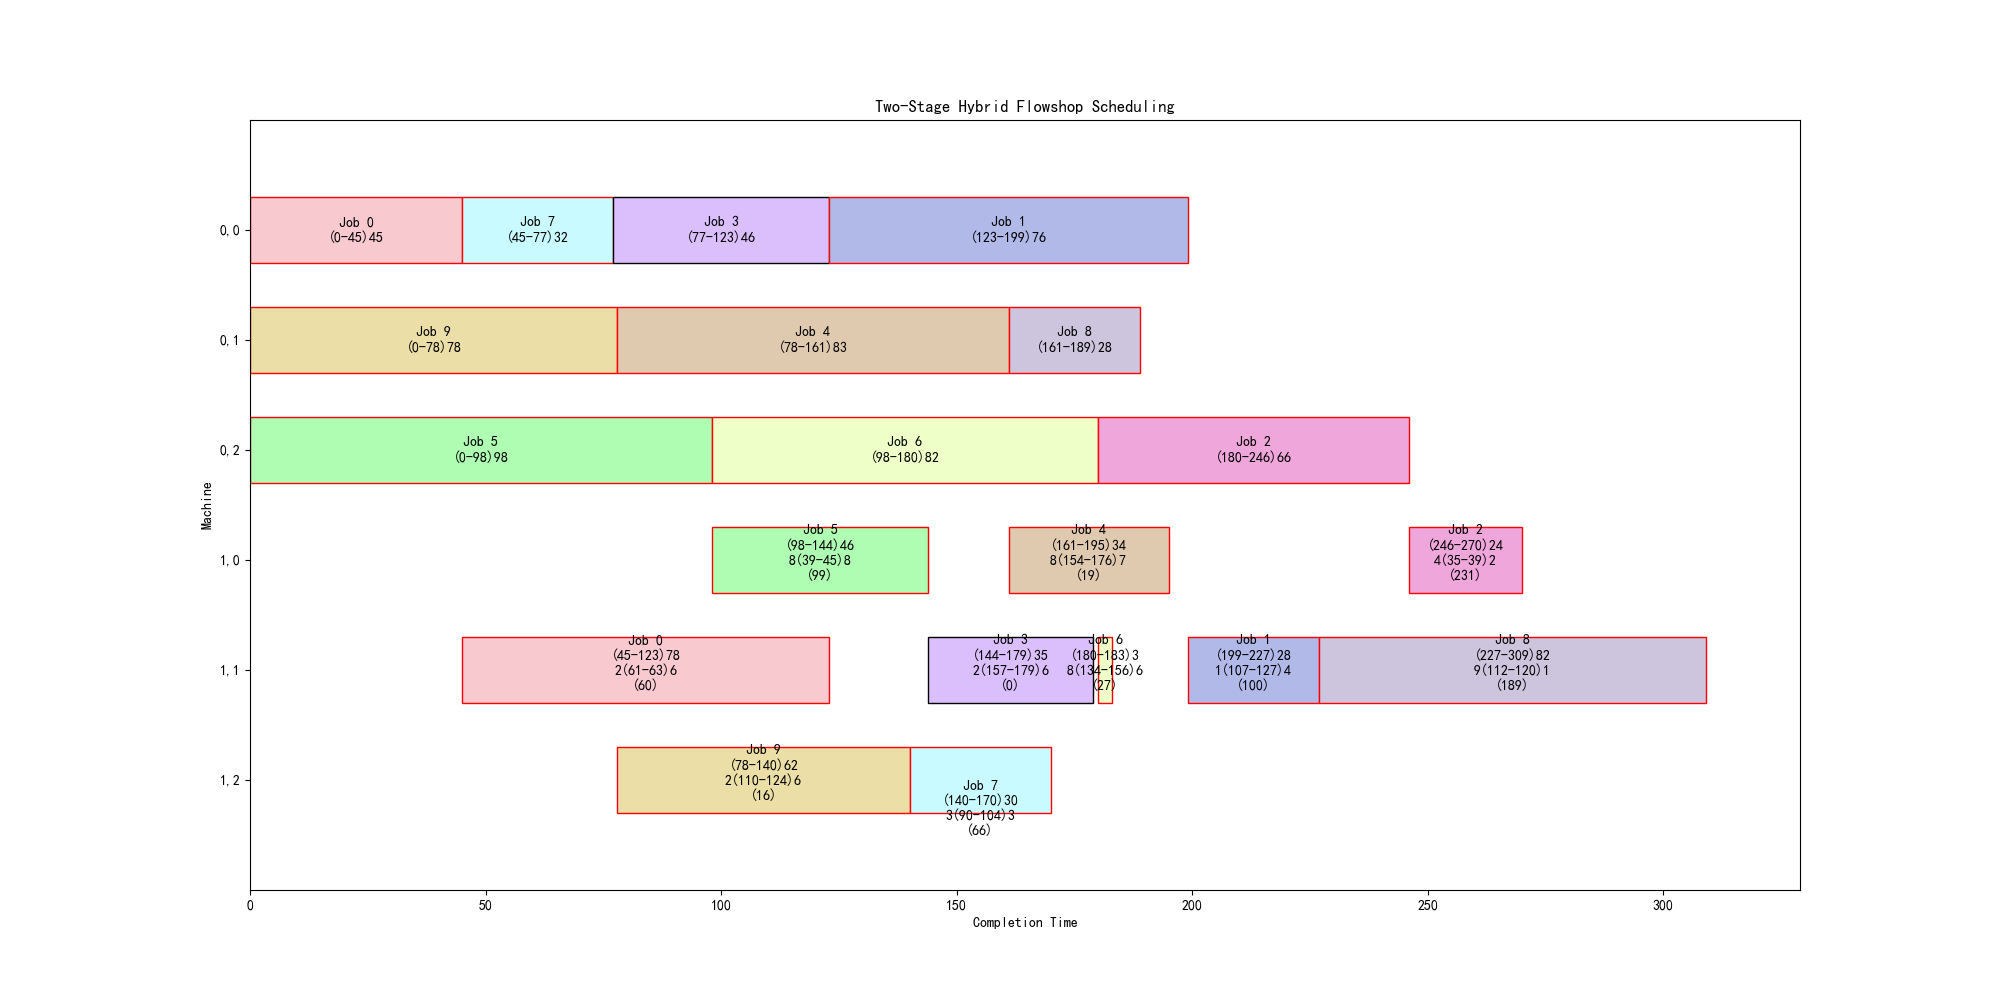 Two-Stage Hybrid Flowshop Scheduling
Machine
0,0
Job 0
(0-45)45
Job 7
(45-77)32
Job 3
(77-123)46
Job 1
(123-199)76
0,1
Job 9
(0-78)78
Job 4
(78-161)83
Job 8
(161-189)28
0,2
Job 5
(0-98)98
Job 6
(98-180)82
Job 2
(180-246)66
1,0
Job 5
(98-144)46
8(39-45)8
(99)
Job 4
(161-195)34
8(154-176)7
(19)
Job 2
(246-270)24
4(35-39)2
(231)
1,1
Job 0
(45-123)78
2(61-63)6
(60)
Job 3
(144-179)35
2(157-179)6
(0)
Job 6
(180-183)3
8(134-156)6
(27)
Job 1
(199-227)28
1(107-127)4
(100)
Job 8
(227-309)82
9(112-120)1
(189)
1,2
Job 9
(78-140)62
2(110-124)6
(16)
Job 7
(140-170)30
3(90-104)3
(66)
0
50
100
150
200
250
300
Completion Time